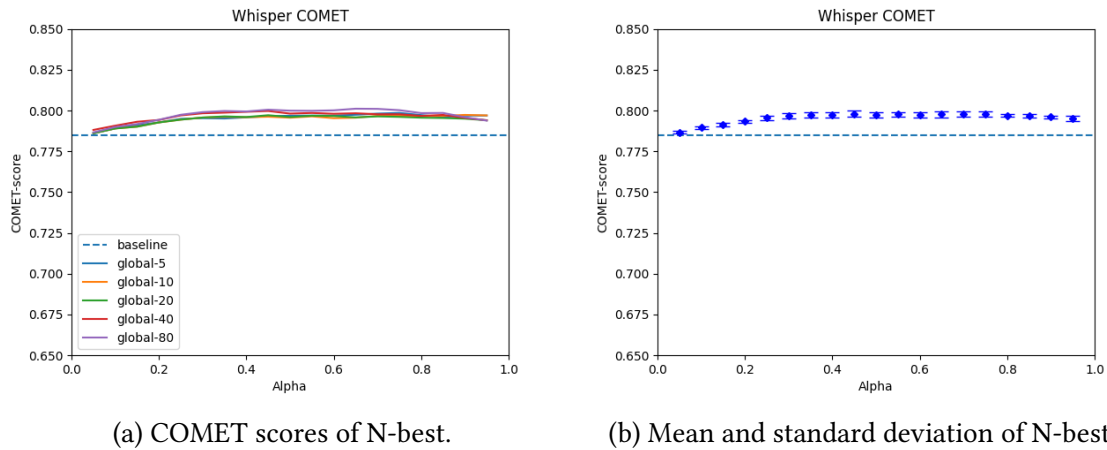 Whisper COMET
0.850
0.825
0.800
0.775
0.750
0.725
0.700
0.675
0.650
COMET-score
baseline
global-5
global-10
global-20
global-40
global-80
0.0 0.2 0.4 0.6 0.8 1.0
Alpha
(a) COMET scores of N-best.
Whisper COMET
0.850
0.825
0.800
0.775
0.750
0.725
0.700
0.675
0.650
COMET-score
0.0 0.2 0.4 0.6 0.8 1.0
Alpha
(b) Mean and standard deviation of N-best